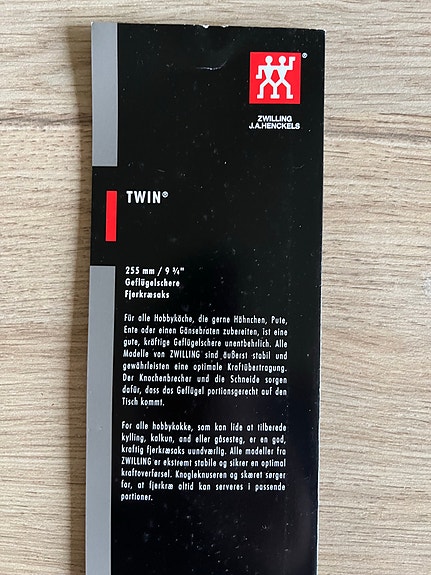 ZWILLING
J.A.HENCKELS
TWIN®
255 mm / 9 ¾"
Geflügelschere
Fjerkræsaks
Für alle Hobbyköche, die gerne Hähnchen, Pute,
Ente oder einen Gänsebraten zubereiten, ist eine
gute, kräftige Geflügelschere unentbehrlich. Alle
Modelle von ZWILLING sind äußerst stabil und
gewährleisten eine optimale Kraftübertragung.
Der Knochenbrecher und die Schneide sorgen
dafür, dass das Geflügel portionsgerecht auf den
Tisch kommt.
For alle hobbykokke, som kan lide at tilberede
kylling, kalkun, and eller gåsesteg, er en god,
kraftig fjerkræsaks uundværlig. Alle modeller fra
ZWILLING er ekstremt stabile og sikrer en optimal
kraftoverførsel. Knogleknuseren og skæret sørger
for, at fjerkræ altid kan serveres i passende
portioner.